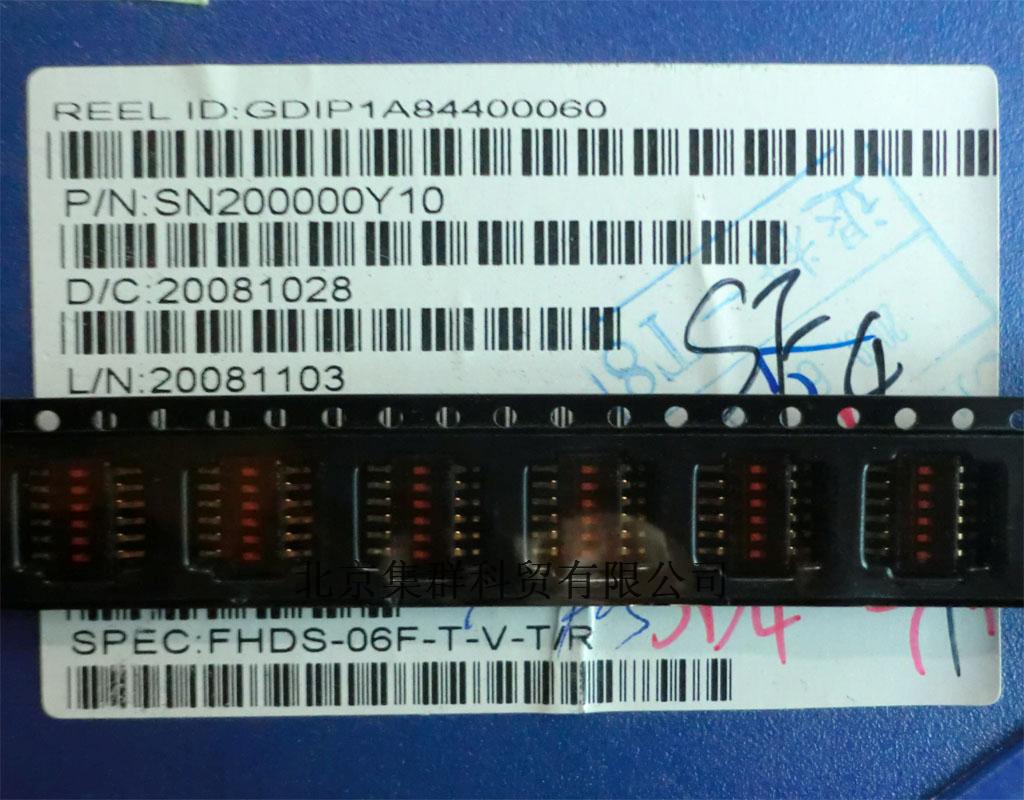 REEL ID:GDIP1A84400060
P/N:SN200000Y10
D/C:20081028
L/N:20081103
北京集群科贸有限公司
SPEC:FHDS-06F-T-V-T/R